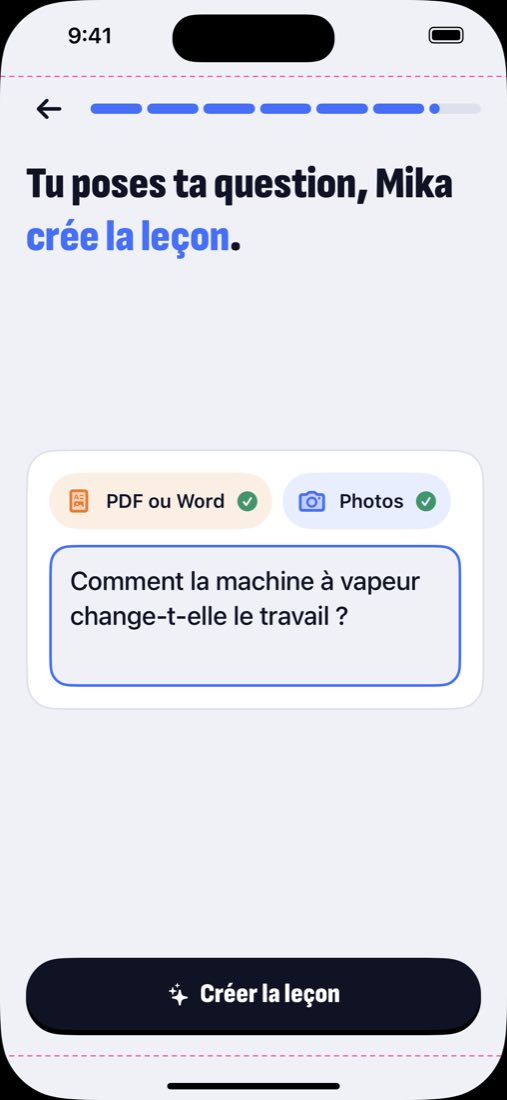 9:41
Tu poses ta question, Mika
crée la leçon.
PDF ou Word
Photos
Comment la machine à vapeur
change-t-elle le travail ?
Créer la leçon